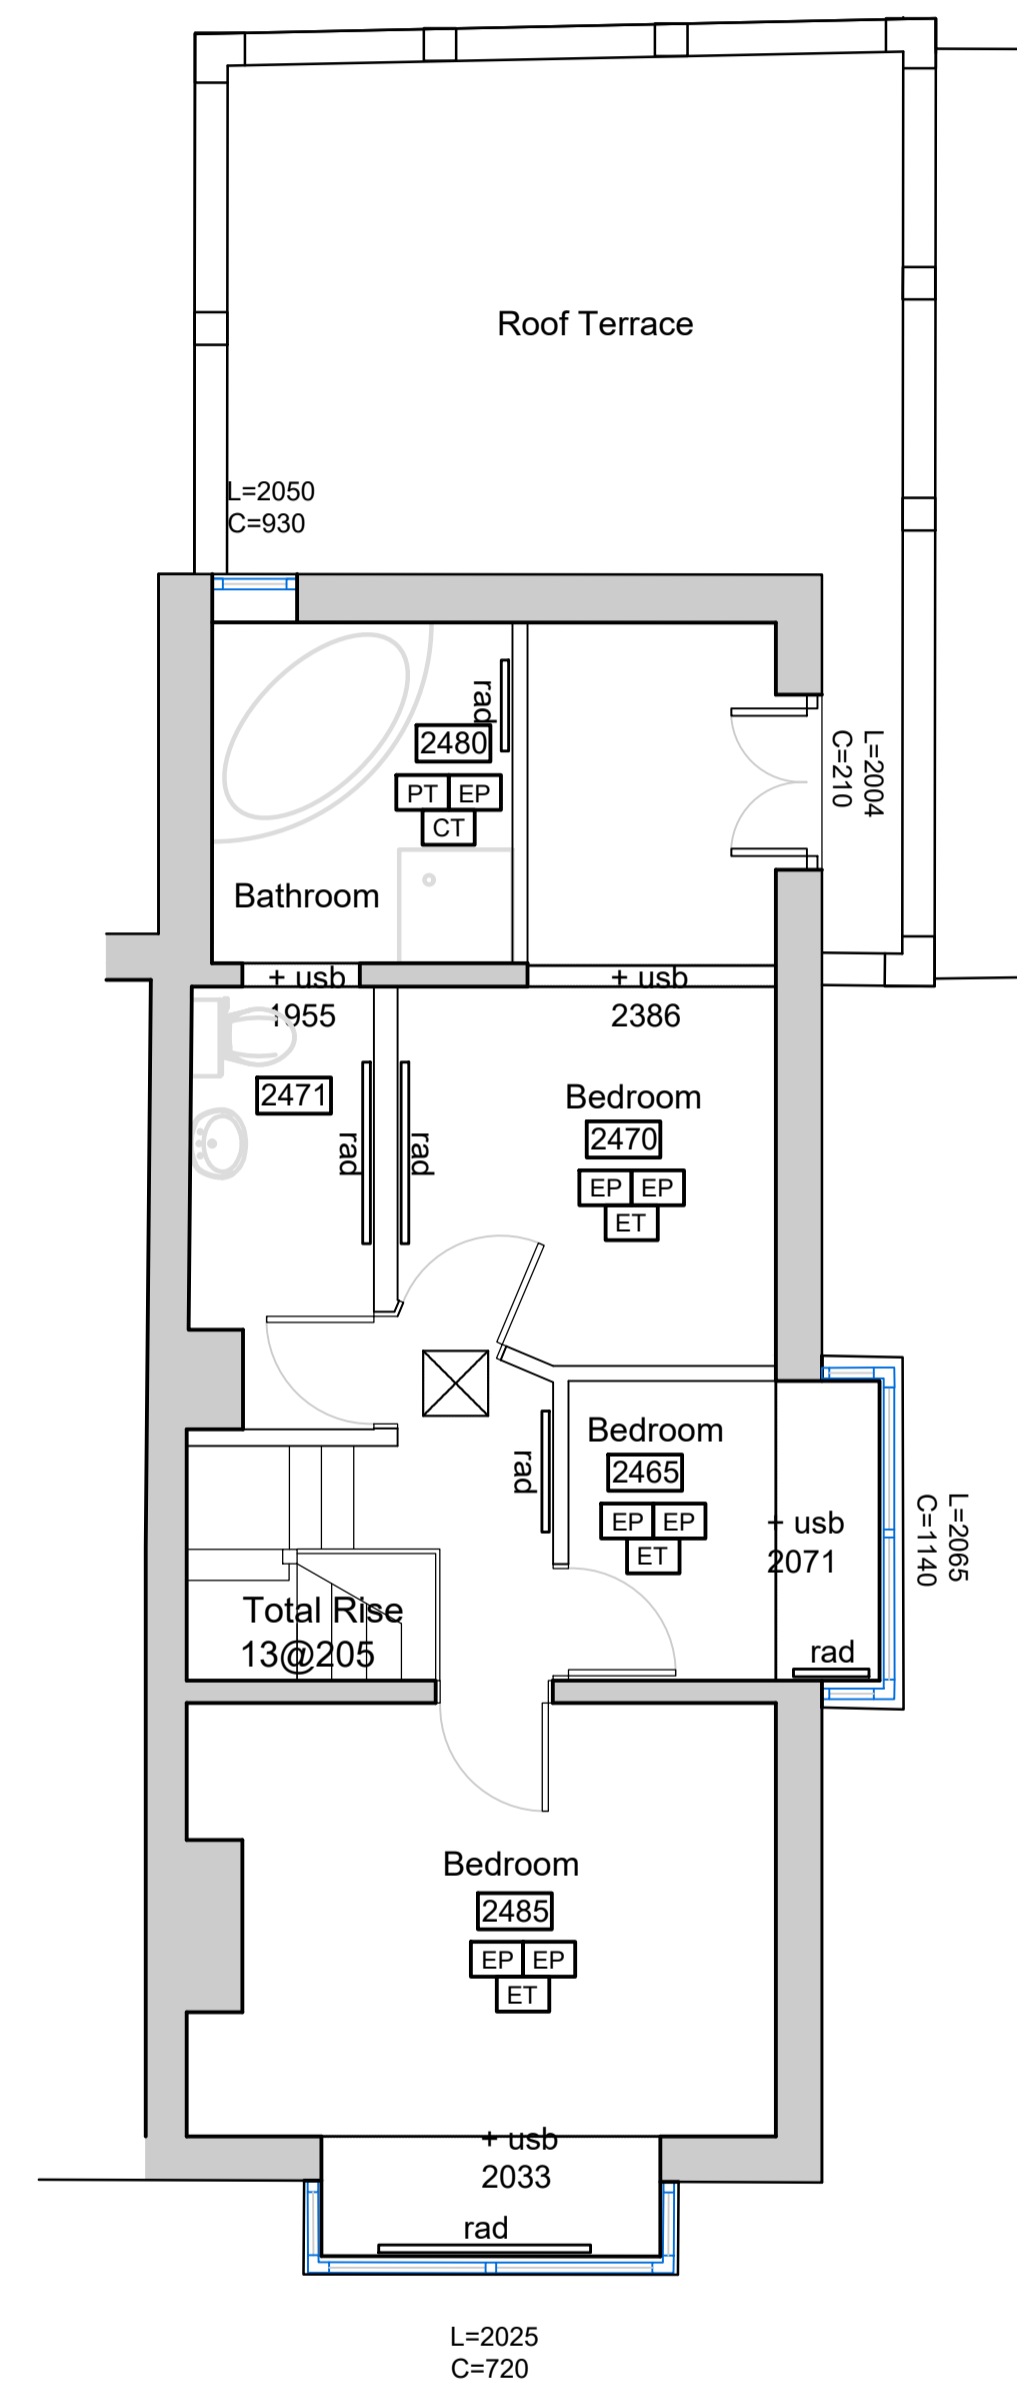 Roof Terrace
L=2050
C=930
rad
2480
PT EP
CT
L=2004
C=210
Bathroom
+ usb
1955
+ usb
2386
2471
rad
rad
Bedroom
2470
EP EP
ET
Bedroom
2465
EP EP
ET
rad
+ usb
2071
L=2065
C=1140
Total Rise
13@205
rad
Bedroom
2485
EP EP
ET
+ usb
2033
rad
L=2025
C=720